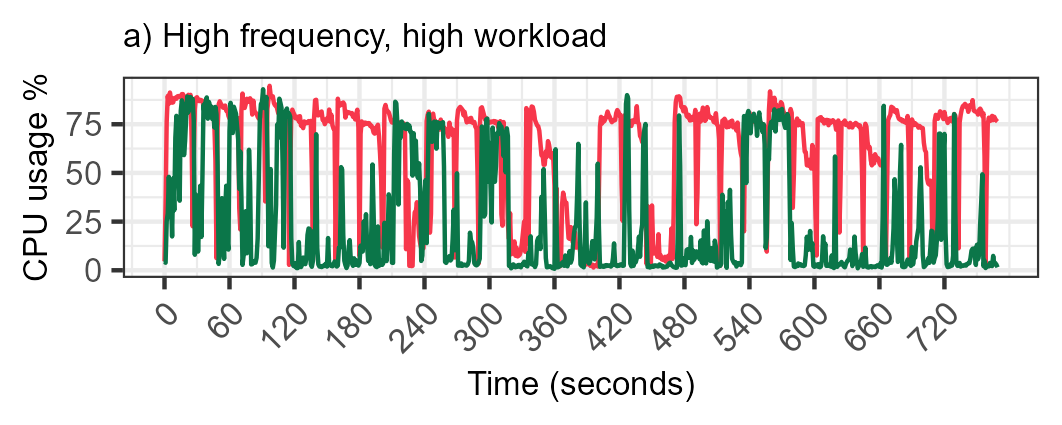 a) High frequency, high workload
CPU usage %
75
50
25
0
0 60 120 180 240 300 360 420 480 540 600 660 720
Time (seconds)